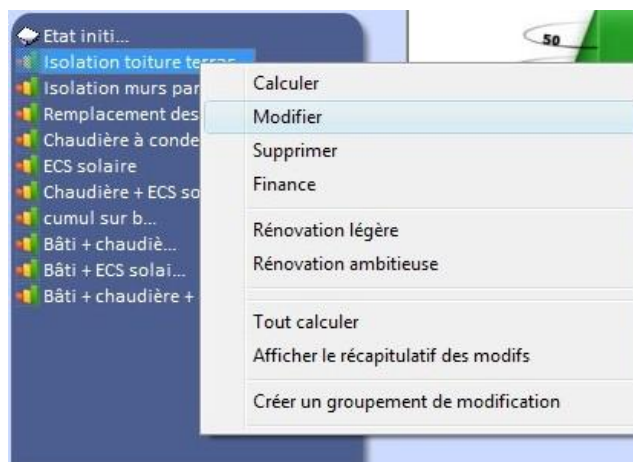 Etat initi...
Isolation toiture terras...
Isolation murs par
Remplacement des
Chaudière à conde
ECS solaire
Chaudière + ECS so
cumul sur b...
Bâti + chaudiè...
Bâti + ECS solai...
Bâti + chaudière +
50
Calculer
Modifier
Supprimer
Finance
Rénovation légère
Rénovation ambitieuse
Tout calculer
Afficher le récapitulatif des modifs
Créer un groupement de modification